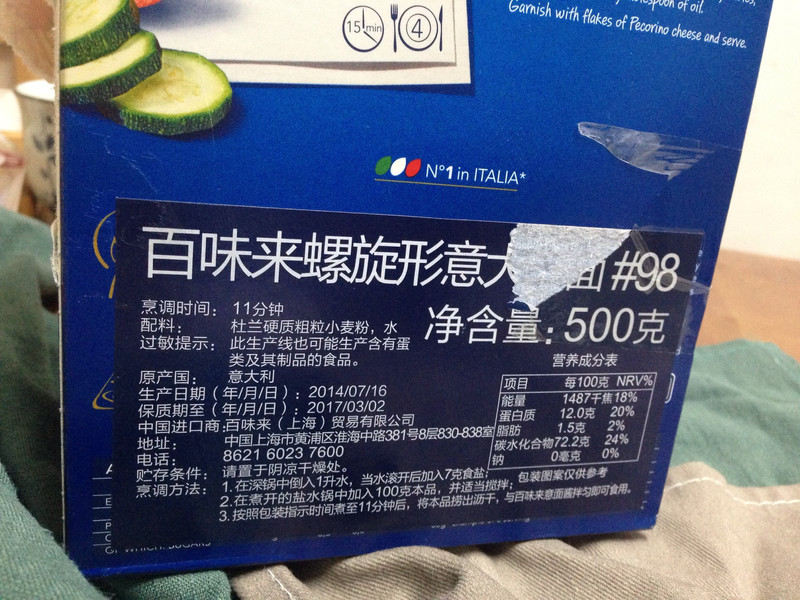 15 min 4
spoon of oil.
Garnish with flakes of Pecorino cheese and serve.
N°1 in ITALIA*
百味来螺旋形意大 面 #98
净含量: 500克
烹调时间: 11分钟
配料: 杜兰硬质粗粒小麦粉, 水
过敏提示: 此生产线也可能生产含有蛋
类及其制品的食品。
原产国: 意大利
生产日期 (年/月/日): 2014/07/16
保质期至 (年/月/日): 2017/03/02
中国进口商: 百味来 (上海) 贸易有限公司
地址: 中国上海市黄浦区淮海中路381号8层830-838室
电话: 8621 6023 7600
贮存条件: 请置于阴凉干燥处。
烹调方法: 1.在深锅中倒入1升水, 当水滚开后加入7克食盐;
2.在煮开的盐水锅中加入100克本品, 并适当搅拌;
3.按照包装指示时间煮至11分钟后, 将本品捞出沥干, 与百味来意面酱拌匀即可食用。
营养成分表
项目 每100克 NRV%
能量 1487千焦 18%
蛋白质 12.0克 20%
脂肪 1.5克 2%
碳水化合物 72.2克 24%
钠 0毫克 0%
包装图案仅供参考